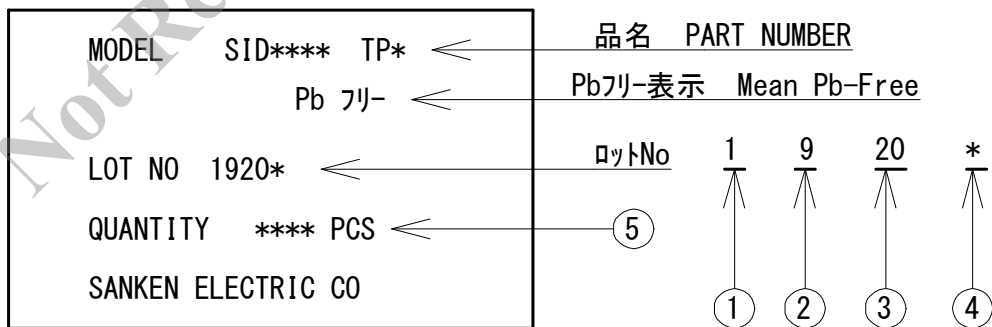 MODEL SID**** TP*
Pb フリー
LOT NO 1920*
QUANTITY **** PCS
SANKEN ELECTRIC CO
品名 PART NUMBER
Pbフリー表示 Mean Pb-Free
ロットNo 1 9 20 *
⑤
① ② ③ ④
Not R